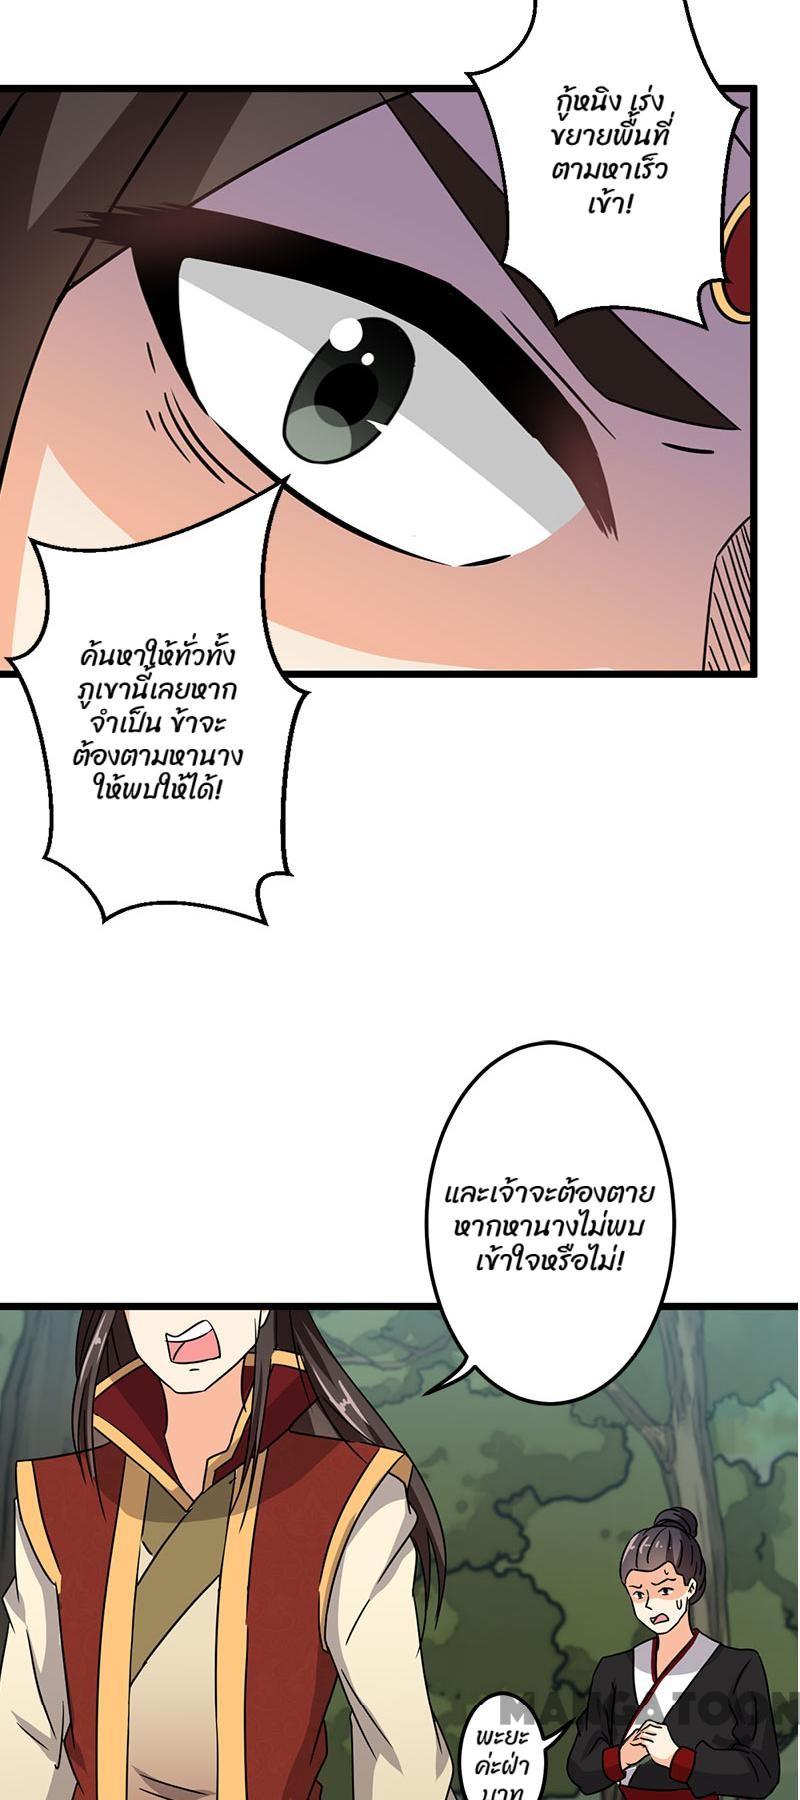 กู้หนิง เร่ง
ขยายพื้นที่
ตามหาเร็ว
เข้า!
ค้นหาให้ทั่วทั้ง
ภูเขานี้เลยหาก
จำเป็น ข้าจะ
ต้องตามหานาง
ให้พบให้ได้!
และเจ้าจะต้องตาย
หากหานางไม่พบ
เข้าใจหรือไม่!
MANGATOON
พะยะ
ค่ะฝ่า
บาท